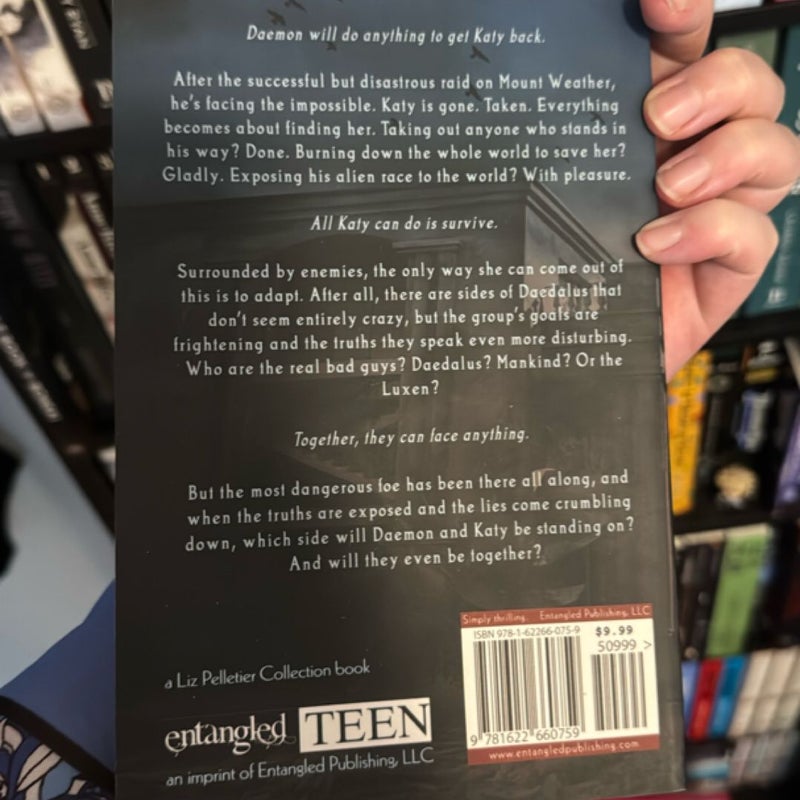 Daemon will do anything to get Katy back.
After the successful but disastrous raid on Mount Weather,
he's facing the impossible. Katy is gone. Taken. Everything
becomes about finding her. Taking out anyone who stands in
his way? Done. Burning down the whole world to save her?
Gladly. Exposing his alien race to the world? With pleasure.
All Katy can do is survive.
Surrounded by enemies, the only way she can come out of
this is to adapt. After all, there are sides of Daedalus that
don't seem entirely crazy, but the group's goals are
frightening and the truths they speak even more disturbing.
Who are the real bad guys? Daedalus? Mankind? Or the
Luxen?
Together, they can face anything.
But the most dangerous foe has been there all along, and
when the truths are exposed and the lies come crumbling
down, which side will Daemon and Katy be standing on?
And will they even be together?
Simply thrilling. Entangled Publishing, LLC
ISBN 978-1-62266-075-9 $9.99
50999 >
9 781622 660759
www.entangledpublishing.com
a Liz Pelletier Collection book
entangled TEEN
an imprint of Entangled Publishing, LLC